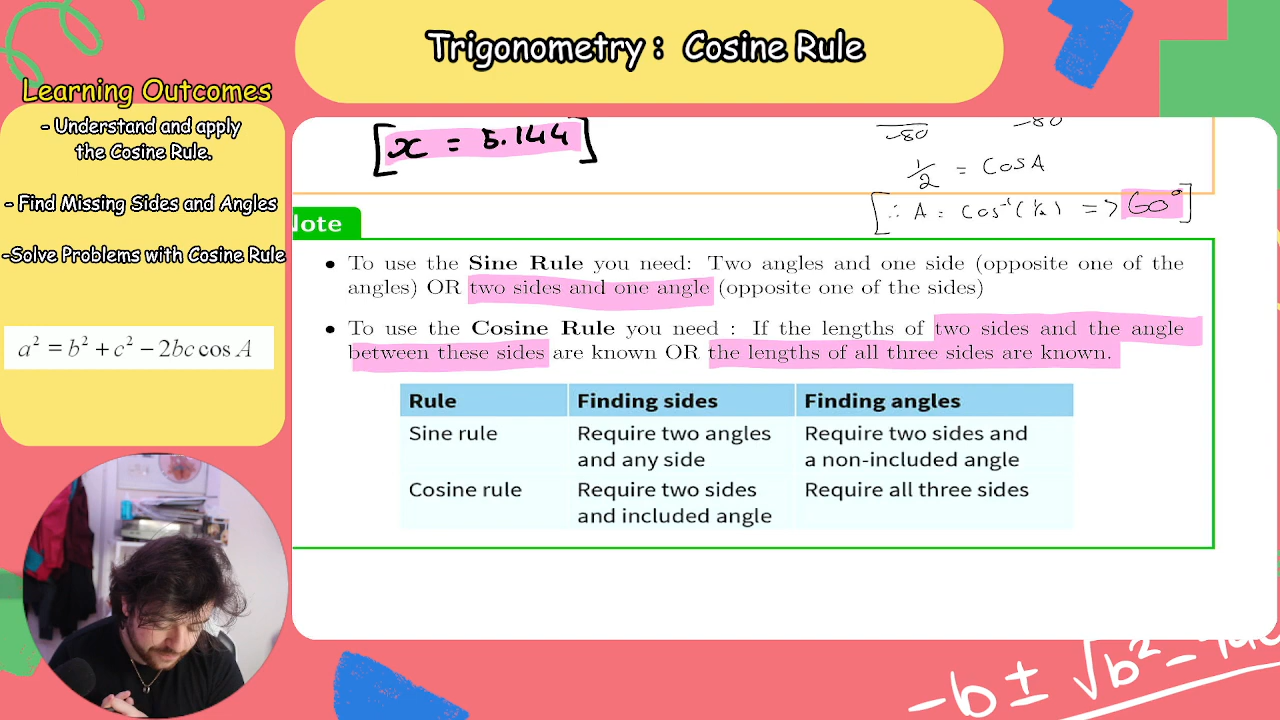 Trigonometry : Cosine Rule
Learning Outcomes
- Understand and apply
the Cosine Rule.
- Find Missing Sides and Angles
-Solve Problems with Cosine Rule
a² = b² + c² − 2bc cos A
[x = 5.144]
-80 -80
1/2 = Cos A
[∴ A = Cos⁻¹(½) => 60°]
Note
• To use the Sine Rule you need: Two angles and one side (opposite one of the
angles) OR two sides and one angle (opposite one of the sides)
• To use the Cosine Rule you need : If the lengths of two sides and the angle
between these sides are known OR the lengths of all three sides are known.
Rule Finding sides Finding angles
Sine rule Require two angles Require two sides and
and any side a non-included angle
Cosine rule Require two sides Require all three sides
and included angle
-b ± √b² - 4ac